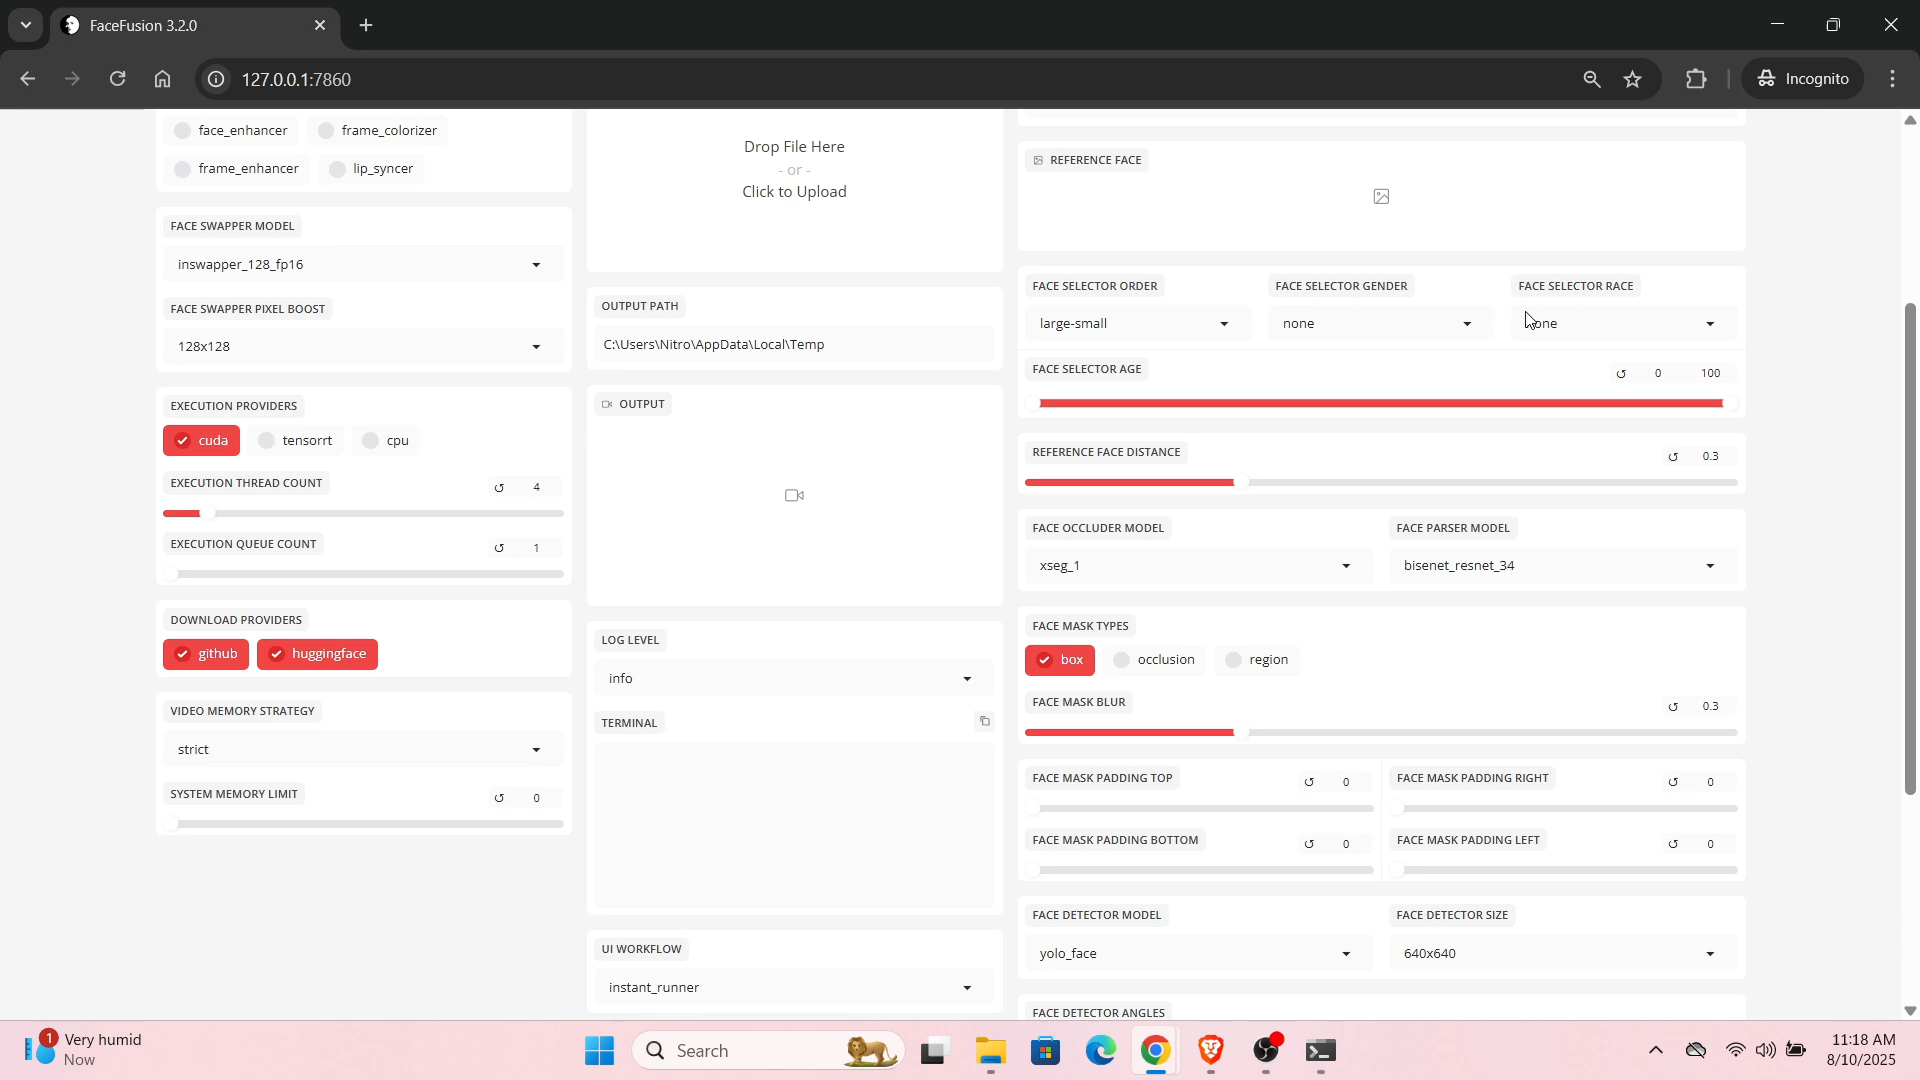 FaceFusion 3.2.0
127.0.0.1:7860
Incognito
face_enhancer
frame_colorizer
frame_enhancer
lip_syncer
FACE SWAPPER MODEL
inswapper_128_fp16
FACE SWAPPER PIXEL BOOST
128x128
EXECUTION PROVIDERS
cuda
tensorrt
cpu
EXECUTION THREAD COUNT
4
EXECUTION QUEUE COUNT
1
DOWNLOAD PROVIDERS
github
huggingface
VIDEO MEMORY STRATEGY
strict
SYSTEM MEMORY LIMIT
0
Drop File Here
- or -
Click to Upload
OUTPUT PATH
C:\Users\Nitro\AppData\Local\Temp
OUTPUT
LOG LEVEL
info
TERMINAL
UI WORKFLOW
instant_runner
REFERENCE FACE
FACE SELECTOR ORDER
large-small
FACE SELECTOR GENDER
none
FACE SELECTOR RACE
FACE SELECTOR AGE
0
100
REFERENCE FACE DISTANCE
0.3
FACE OCCLUDER MODEL
xseg_1
FACE PARSER MODEL
bisenet_resnet_34
FACE MASK TYPES
box
occlusion
region
FACE MASK BLUR
0.3
FACE MASK PADDING TOP
0
FACE MASK PADDING RIGHT
0
FACE MASK PADDING BOTTOM
0
FACE MASK PADDING LEFT
0
FACE DETECTOR MODEL
yolo_face
FACE DETECTOR SIZE
640x640
FACE DETECTOR ANGLES
1
Very humid
Now
Search
11:18 AM
8/10/2025